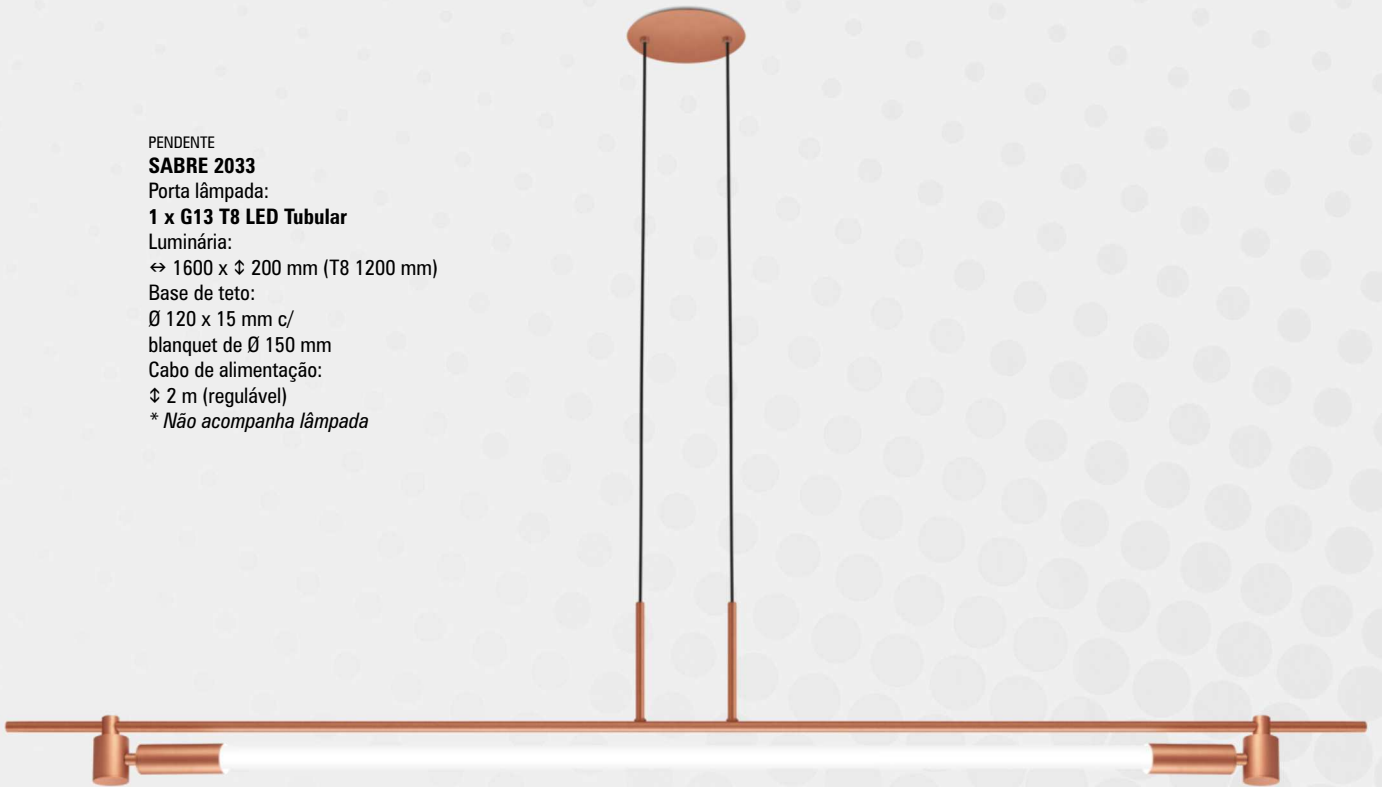 PENDENTE
SABRE 2033
Porta lâmpada:
1 x G13 T8 LED Tubular
Luminária:
↔ 1600 x ↕ 200 mm (T8 1200 mm)
Base de teto:
Ø 120 x 15 mm c/
blanquet de Ø 150 mm
Cabo de alimentação:
↕ 2 m (regulável)
* Não acompanha lâmpada